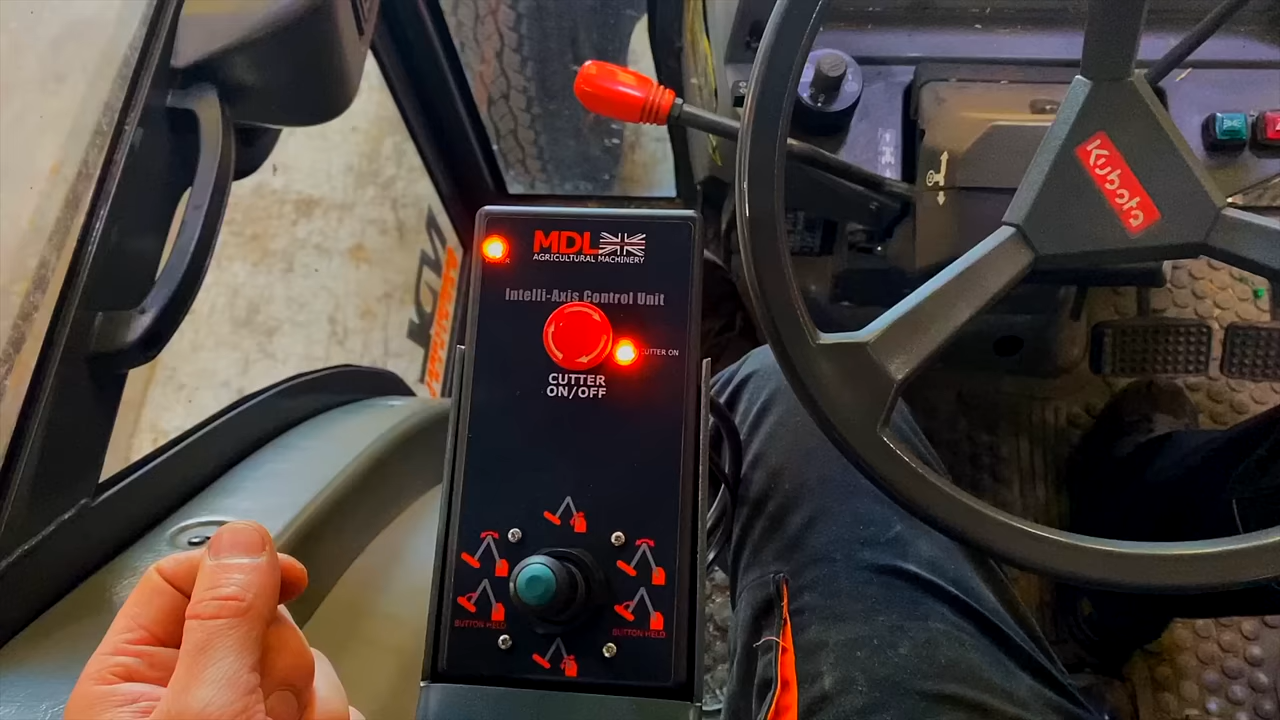 MDL
AGRICULTURAL MACHINERY
Intelli-Axis Control Unit
CUTTER ON
CUTTER
ON/OFF
BUTTON HELD
BUTTON HELD
Kubota